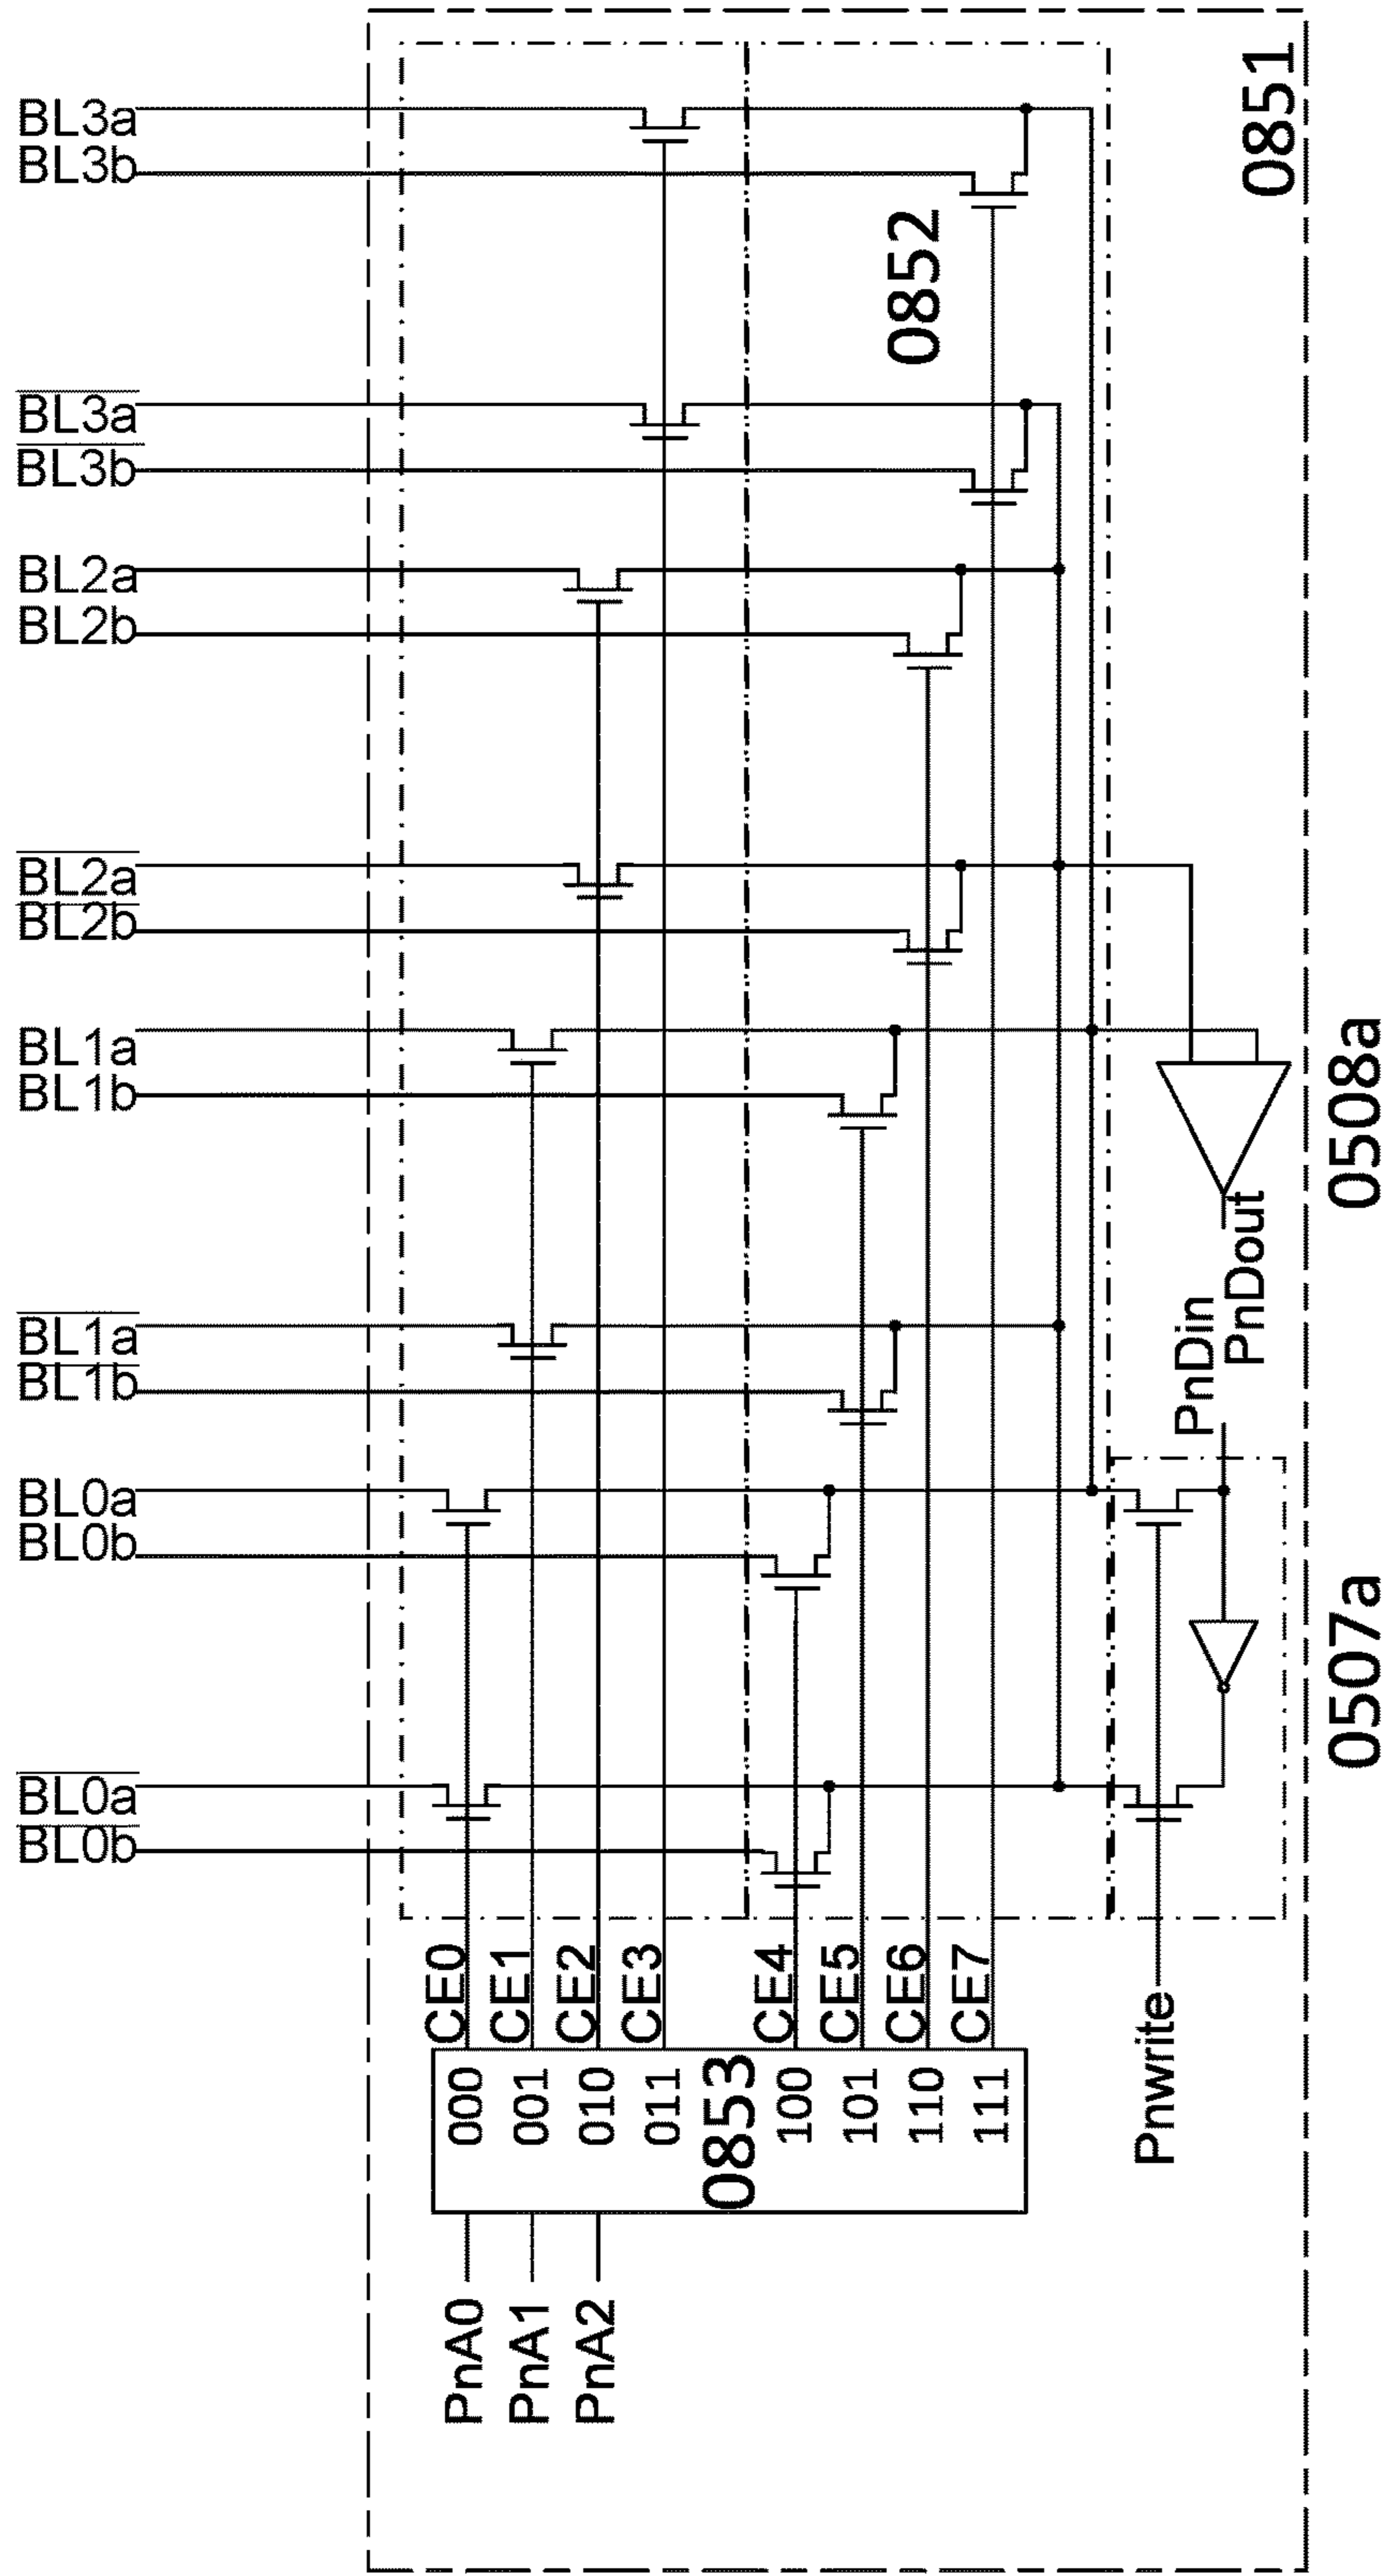 BL3a
BL3b
BL3a
BL3b
BL2a
BL2b
BL2a
BL2b
BL1a
BL1b
BL1a
BL1b
BL0a
BL0b
BL0a
BL0b
0851
0852
0508a
PnDout
PnDin
0507a
CE0
CE1
CE2
CE3
CE4
CE5
CE6
CE7
000
001
010
011
0853
100
101
110
111
Pnwrite
PnA0
PnA1
PnA2